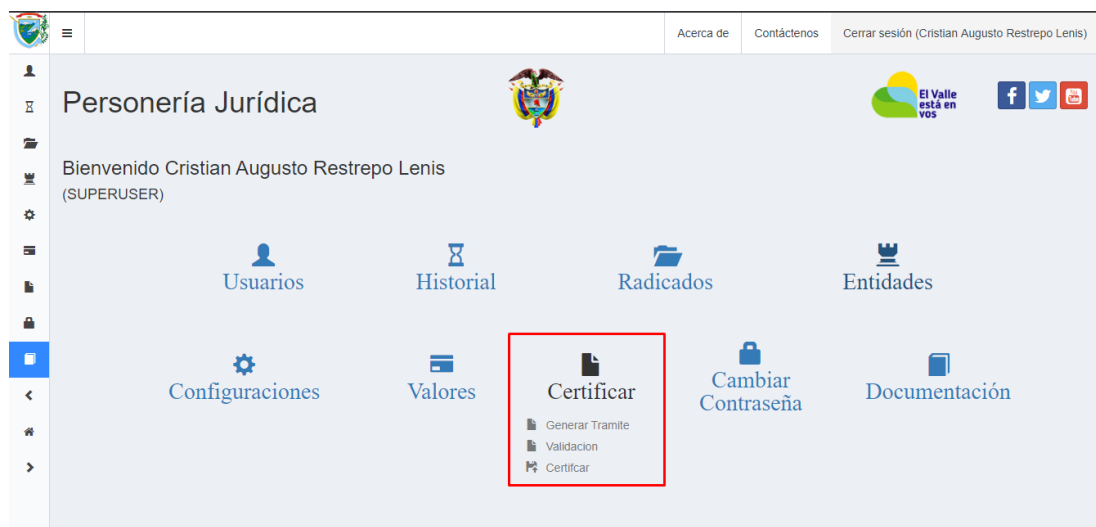 Acerca de
Contáctenos
Cerrar sesión (Cristian Augusto Restrepo Lenis)
Personería Jurídica
El Valle
está en
vos
Bienvenido Cristian Augusto Restrepo Lenis
(SUPERUSER)
Usuarios
Historial
Radicados
Entidades
Configuraciones
Valores
Certificar
Cambiar
Contraseña
Documentación
Generar Tramite
Validacion
Certifcar